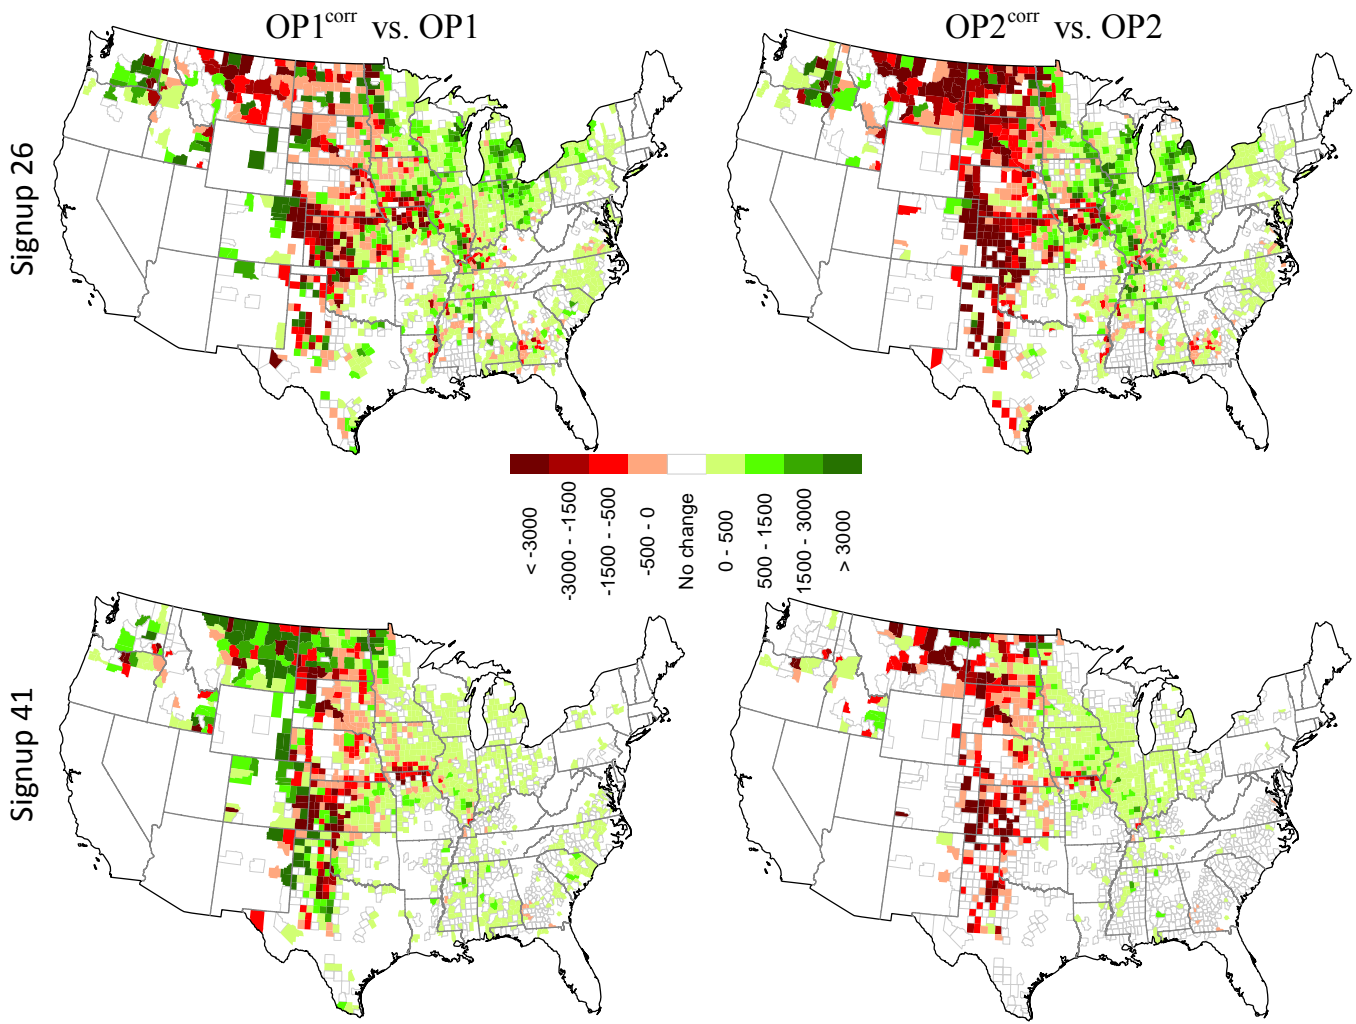 OP1corr vs. OP1
OP2corr vs. OP2
Signup 26
< -3000
-3000 - -1500
-1500 - -500
-500 - 0
No change
0 - 500
500 - 1500
1500 - 3000
> 3000
Signup 41